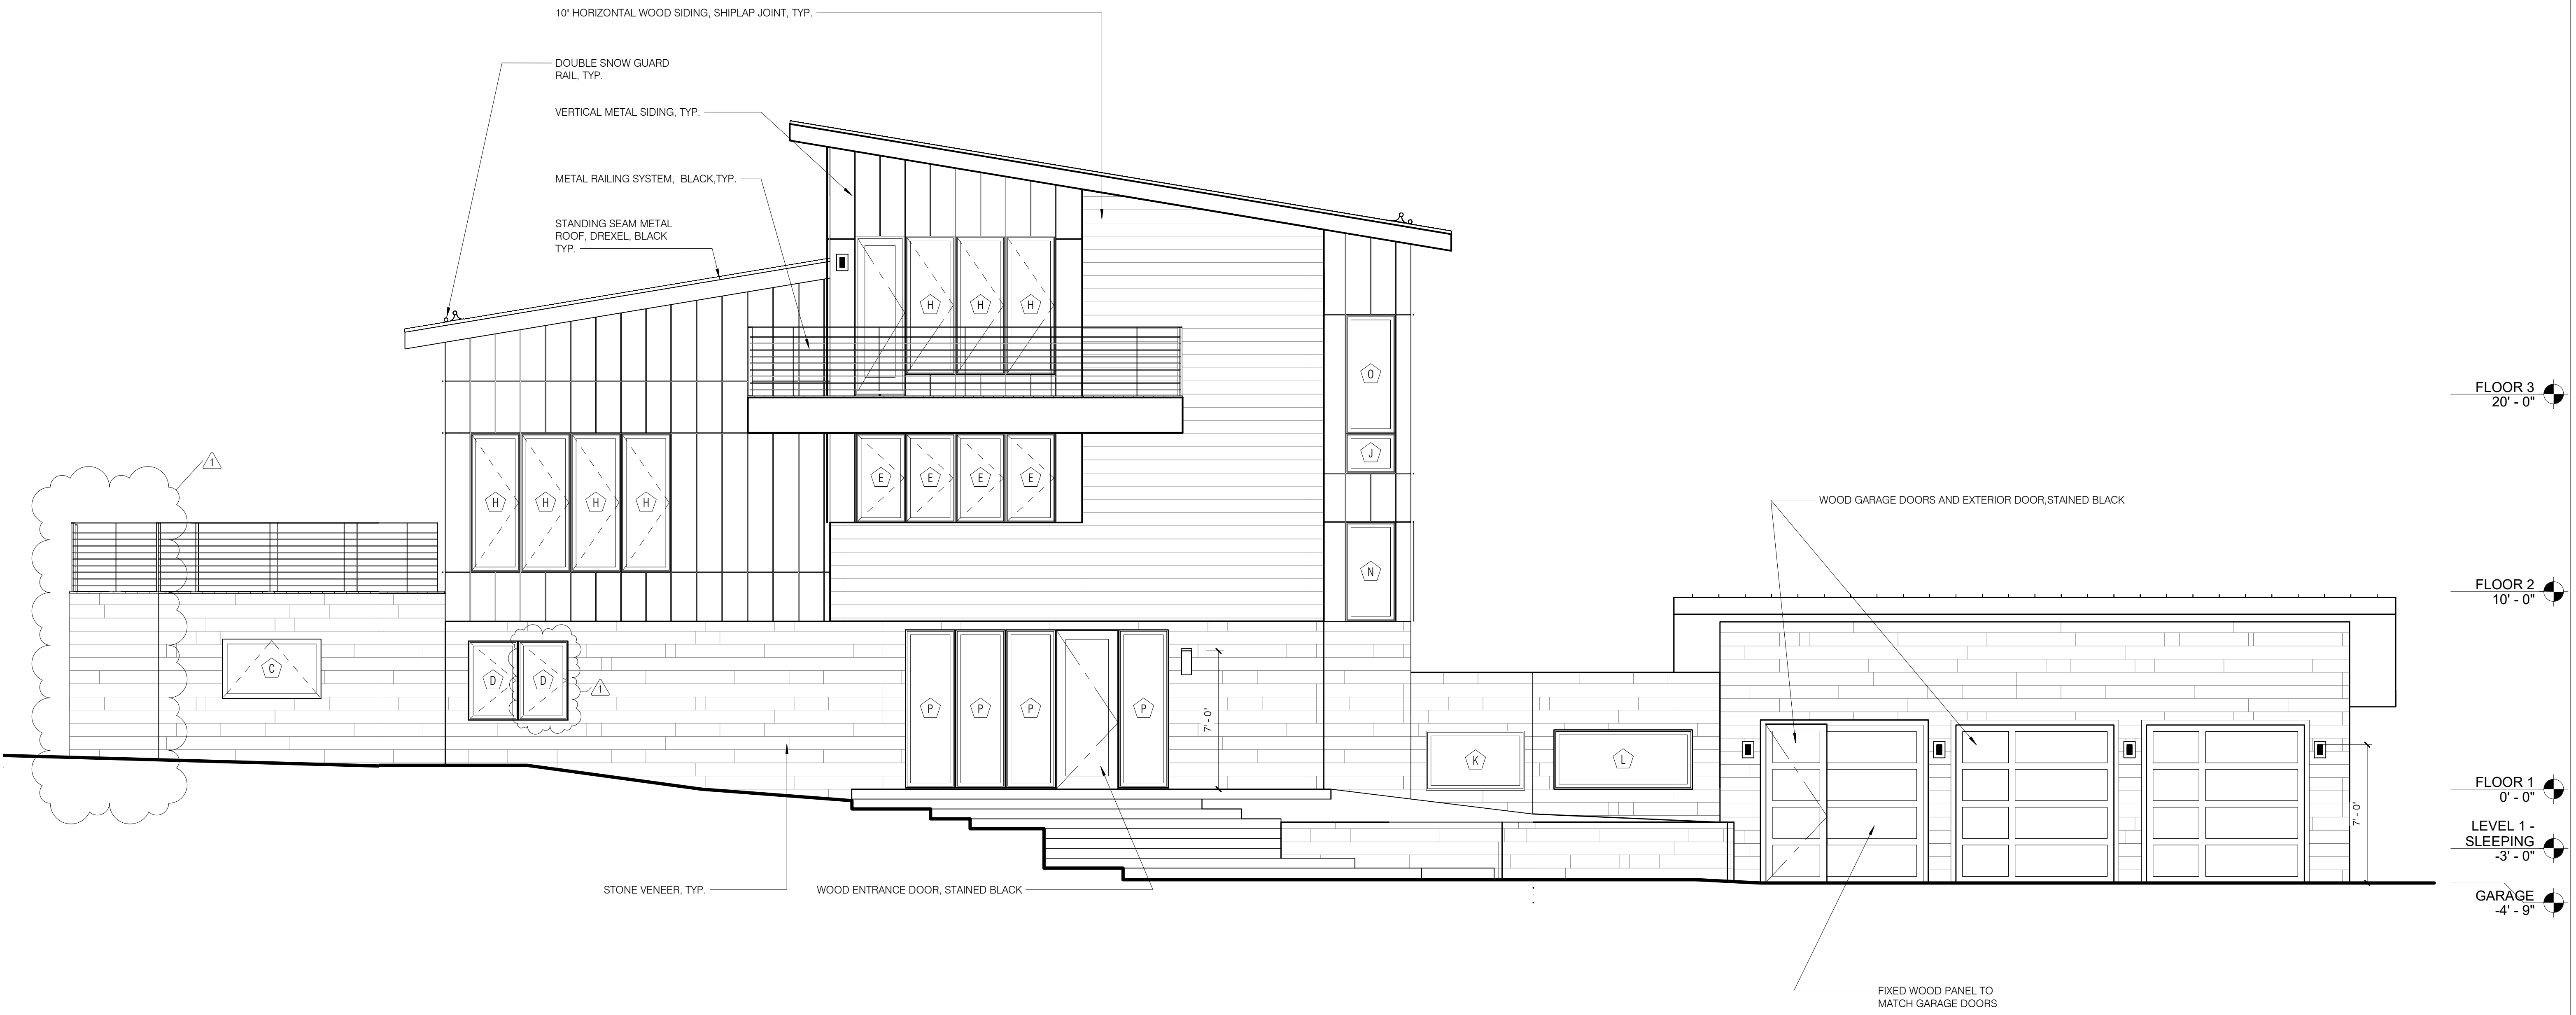 10" HORIZONTAL WOOD SIDING, SHIPLAP JOINT, TYP.
DOUBLE SNOW GUARD
RAIL, TYP.
VERTICAL METAL SIDING, TYP.
METAL RAILING SYSTEM, BLACK,TYP.
STANDING SEAM METAL
ROOF, DREXEL, BLACK
TYP.
H H H
O
FLOOR 3
20' - 0"
J
1
H H H H
E E E E
WOOD GARAGE DOORS AND EXTERIOR DOOR,STAINED BLACK
N
FLOOR 2
10' - 0"
C
D D
1
P P P P
7' - 0"
K
L
FLOOR 1
0' - 0"
7' - 0"
LEVEL 1 -
SLEEPING
-3' - 0"
STONE VENEER, TYP.
WOOD ENTRANCE DOOR, STAINED BLACK
GARAGE
-4' - 9"
FIXED WOOD PANEL TO
MATCH GARAGE DOORS